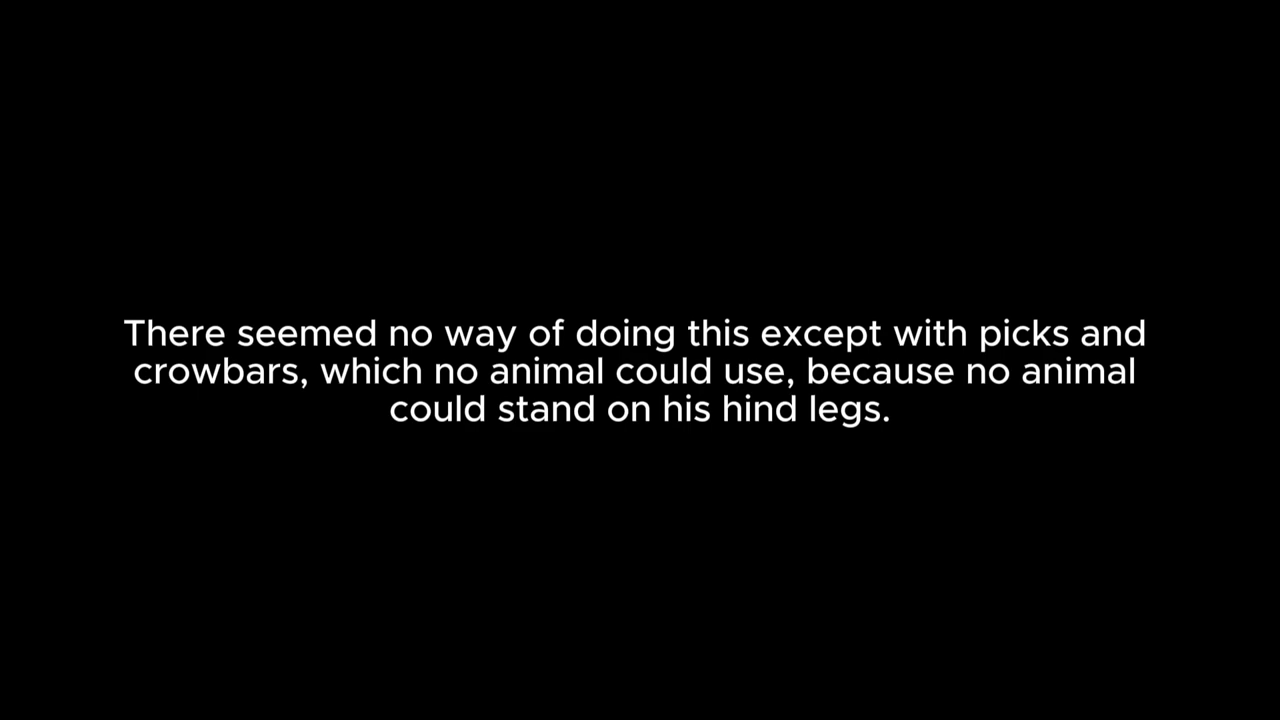 There seemed no way of doing this except with picks and
crowbars, which no animal could use, because no animal
could stand on his hind legs.